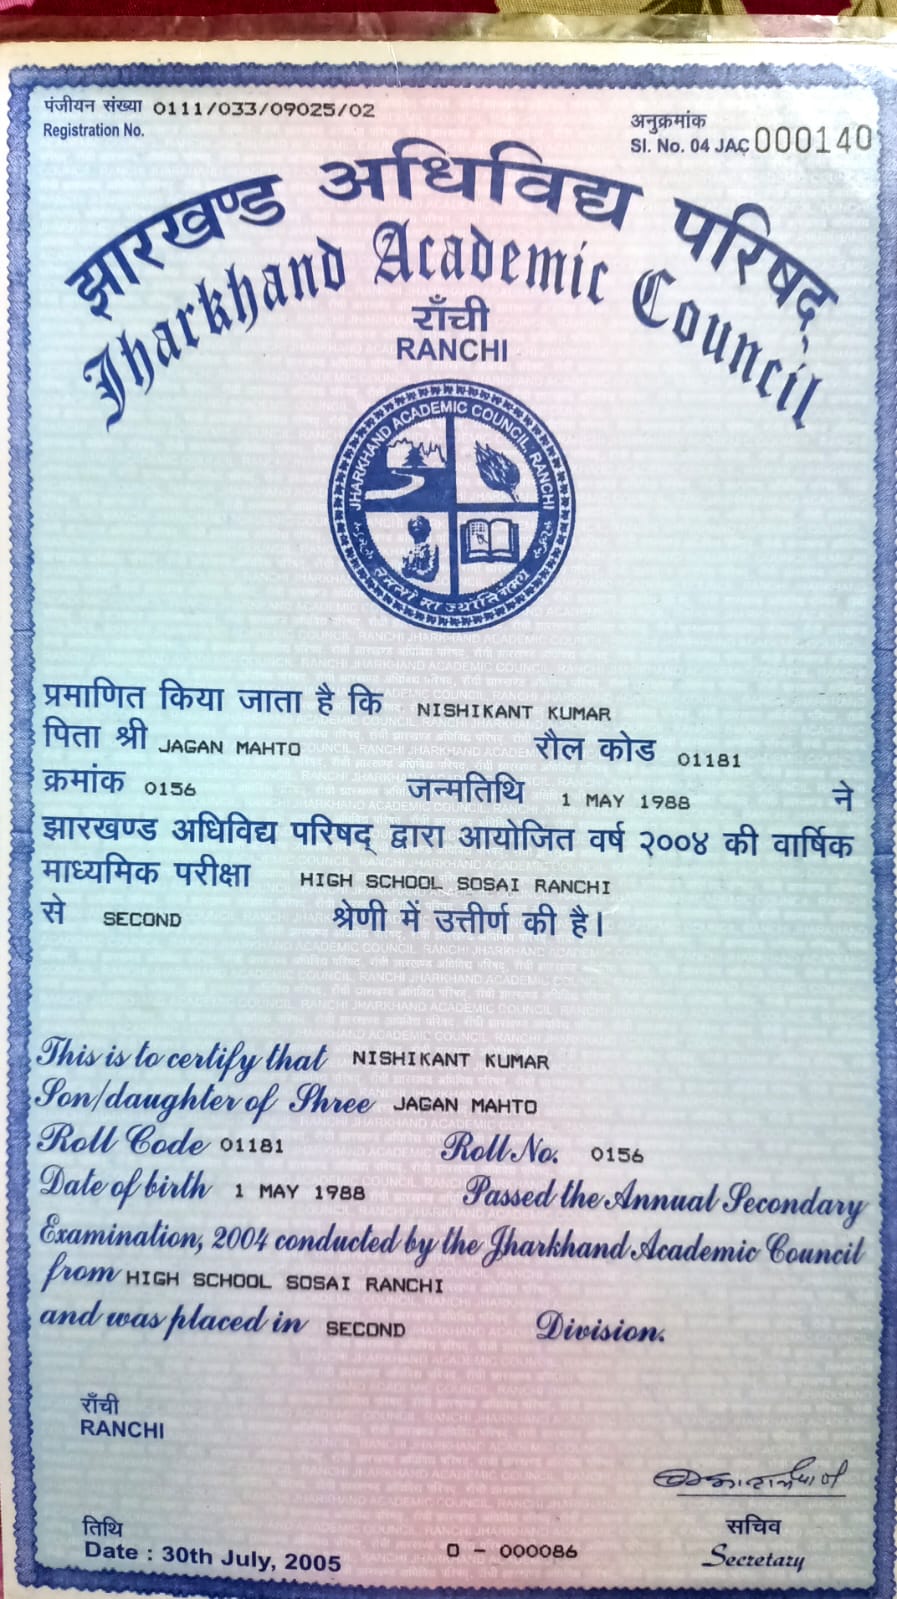 पंजीयन संख्या 0111/033/09025/02
Registration No.
अनुक्रमांक
Sl. No. 04 JAC 000140
झारखण्ड अधिविद्य परिषद्
Jharkhand Academic Council
राँची
RANCHI
JHARKHAND ACADEMIC COUNCIL, RANCHI
तमसो मा ज्योतिर्गमय
प्रमाणित किया जाता है कि NISHIKANT KUMAR
पिता श्री JAGAN MAHTO रौल कोड 01181
क्रमांक 0156 जन्मतिथि 1 MAY 1988 ने
झारखण्ड अधिविद्य परिषद् द्वारा आयोजित वर्ष २००४ की वार्षिक
माध्यमिक परीक्षा HIGH SCHOOL SOSAI RANCHI
से SECOND श्रेणी में उत्तीर्ण की है।
This is to certify that NISHIKANT KUMAR
Son/daughter of Shree JAGAN MAHTO
Roll Code 01181 Roll No. 0156
Date of birth 1 MAY 1988 Passed the Annual Secondary
Examination, 2004 conducted by the Jharkhand Academic Council
from HIGH SCHOOL SOSAI RANCHI
and was placed in SECOND Division.
राँची
RANCHI
तिथि
Date : 30th July, 2005
O - 000086
सचिव
Secretary